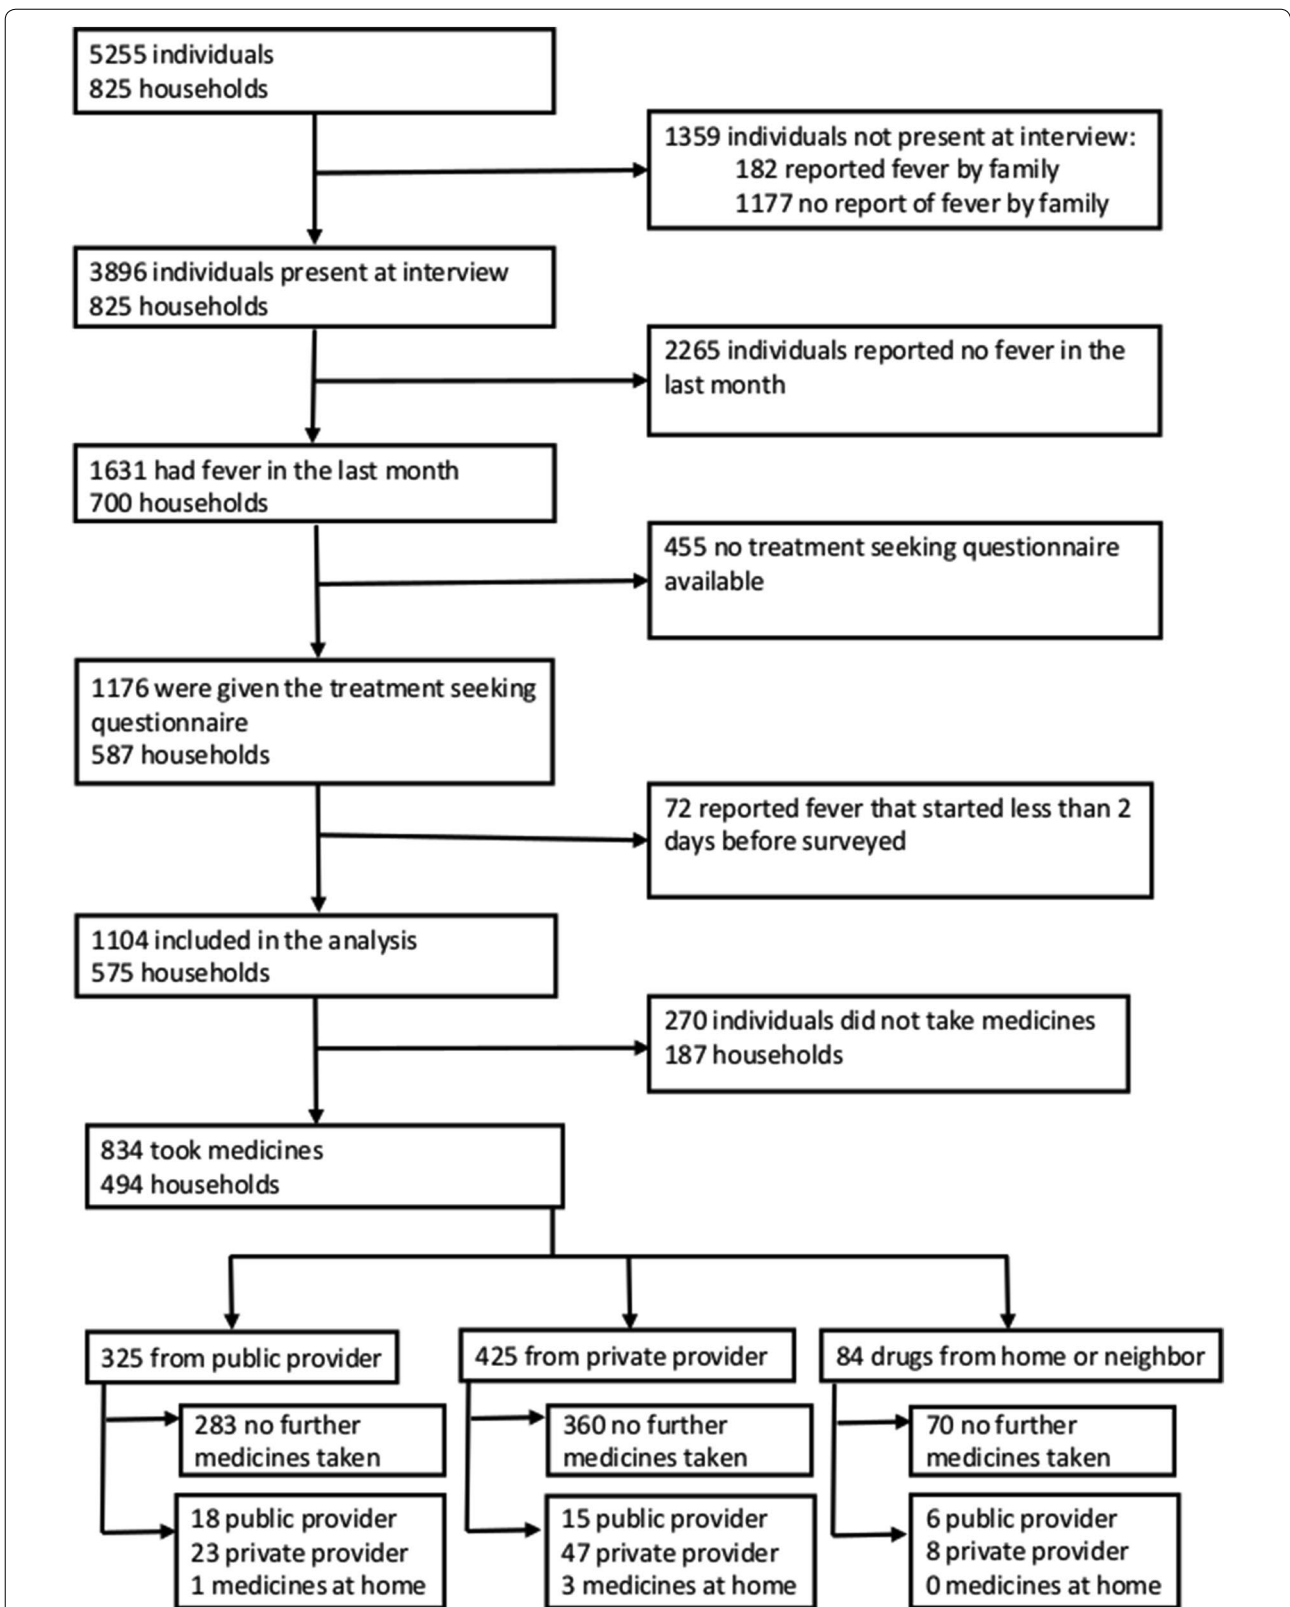 5255 individuals
825 households
1359 individuals not present at interview:
182 reported fever by family
1177 no report of fever by family
3896 individuals present at interview
825 households
2265 individuals reported no fever in the
last month
1631 had fever in the last month
700 households
455 no treatment seeking questionnaire
available
1176 were given the treatment seeking
questionnaire
587 households
72 reported fever that started less than 2
days before surveyed
1104 included in the analysis
575 households
270 individuals did not take medicines
187 households
834 took medicines
494 households
325 from public provider
425 from private provider
84 drugs from home or neighbor
283 no further
medicines taken
360 no further
medicines taken
70 no further
medicines taken
18 public provider
23 private provider
1 medicines at home
15 public provider
47 private provider
3 medicines at home
6 public provider
8 private provider
0 medicines at home